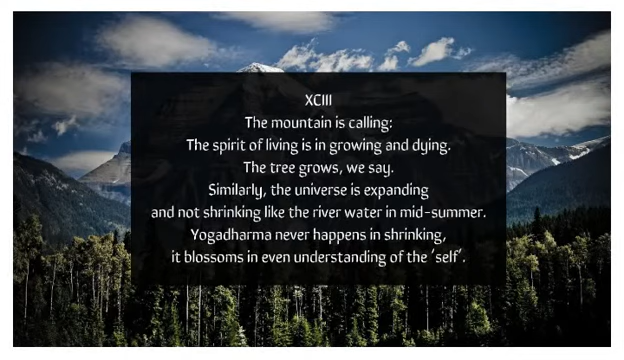 XCIII
The mountain is calling:
The spirit of living is in growing and dying.
The tree grows, we say.
Similarly, the universe is expanding
and not shrinking like the river water in mid-summer.
Yogadharma never happens in shrinking,
it blossoms in even understanding of the 'self'.